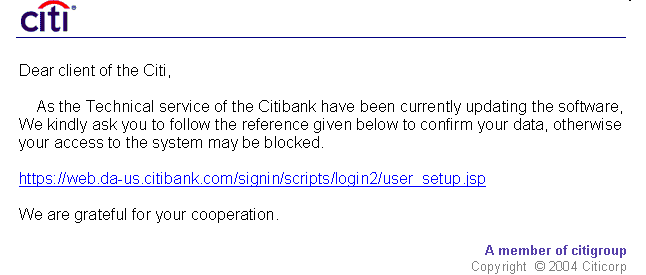 citi®
Dear client of the Citi,
As the Technical service of the Citibank have been currently updating the software,
We kindly ask you to follow the reference given below to confirm your data, otherwise
your access to the system may be blocked.
https://web.da-us.citibank.com/signin/scripts/login2/user_setup.jsp
We are grateful for your cooperation.
A member of citigroup
Copyright © 2004 Citicorp